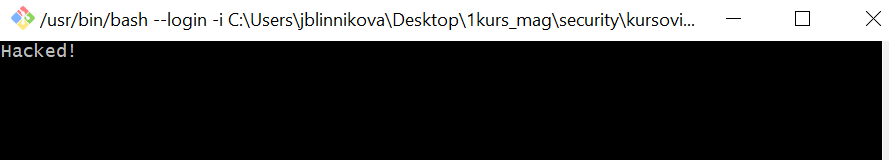 /usr/bin/bash --login -i C:\Users\jblinnikova\Desktop\1kurs_mag\security\kursovi...
Hacked!